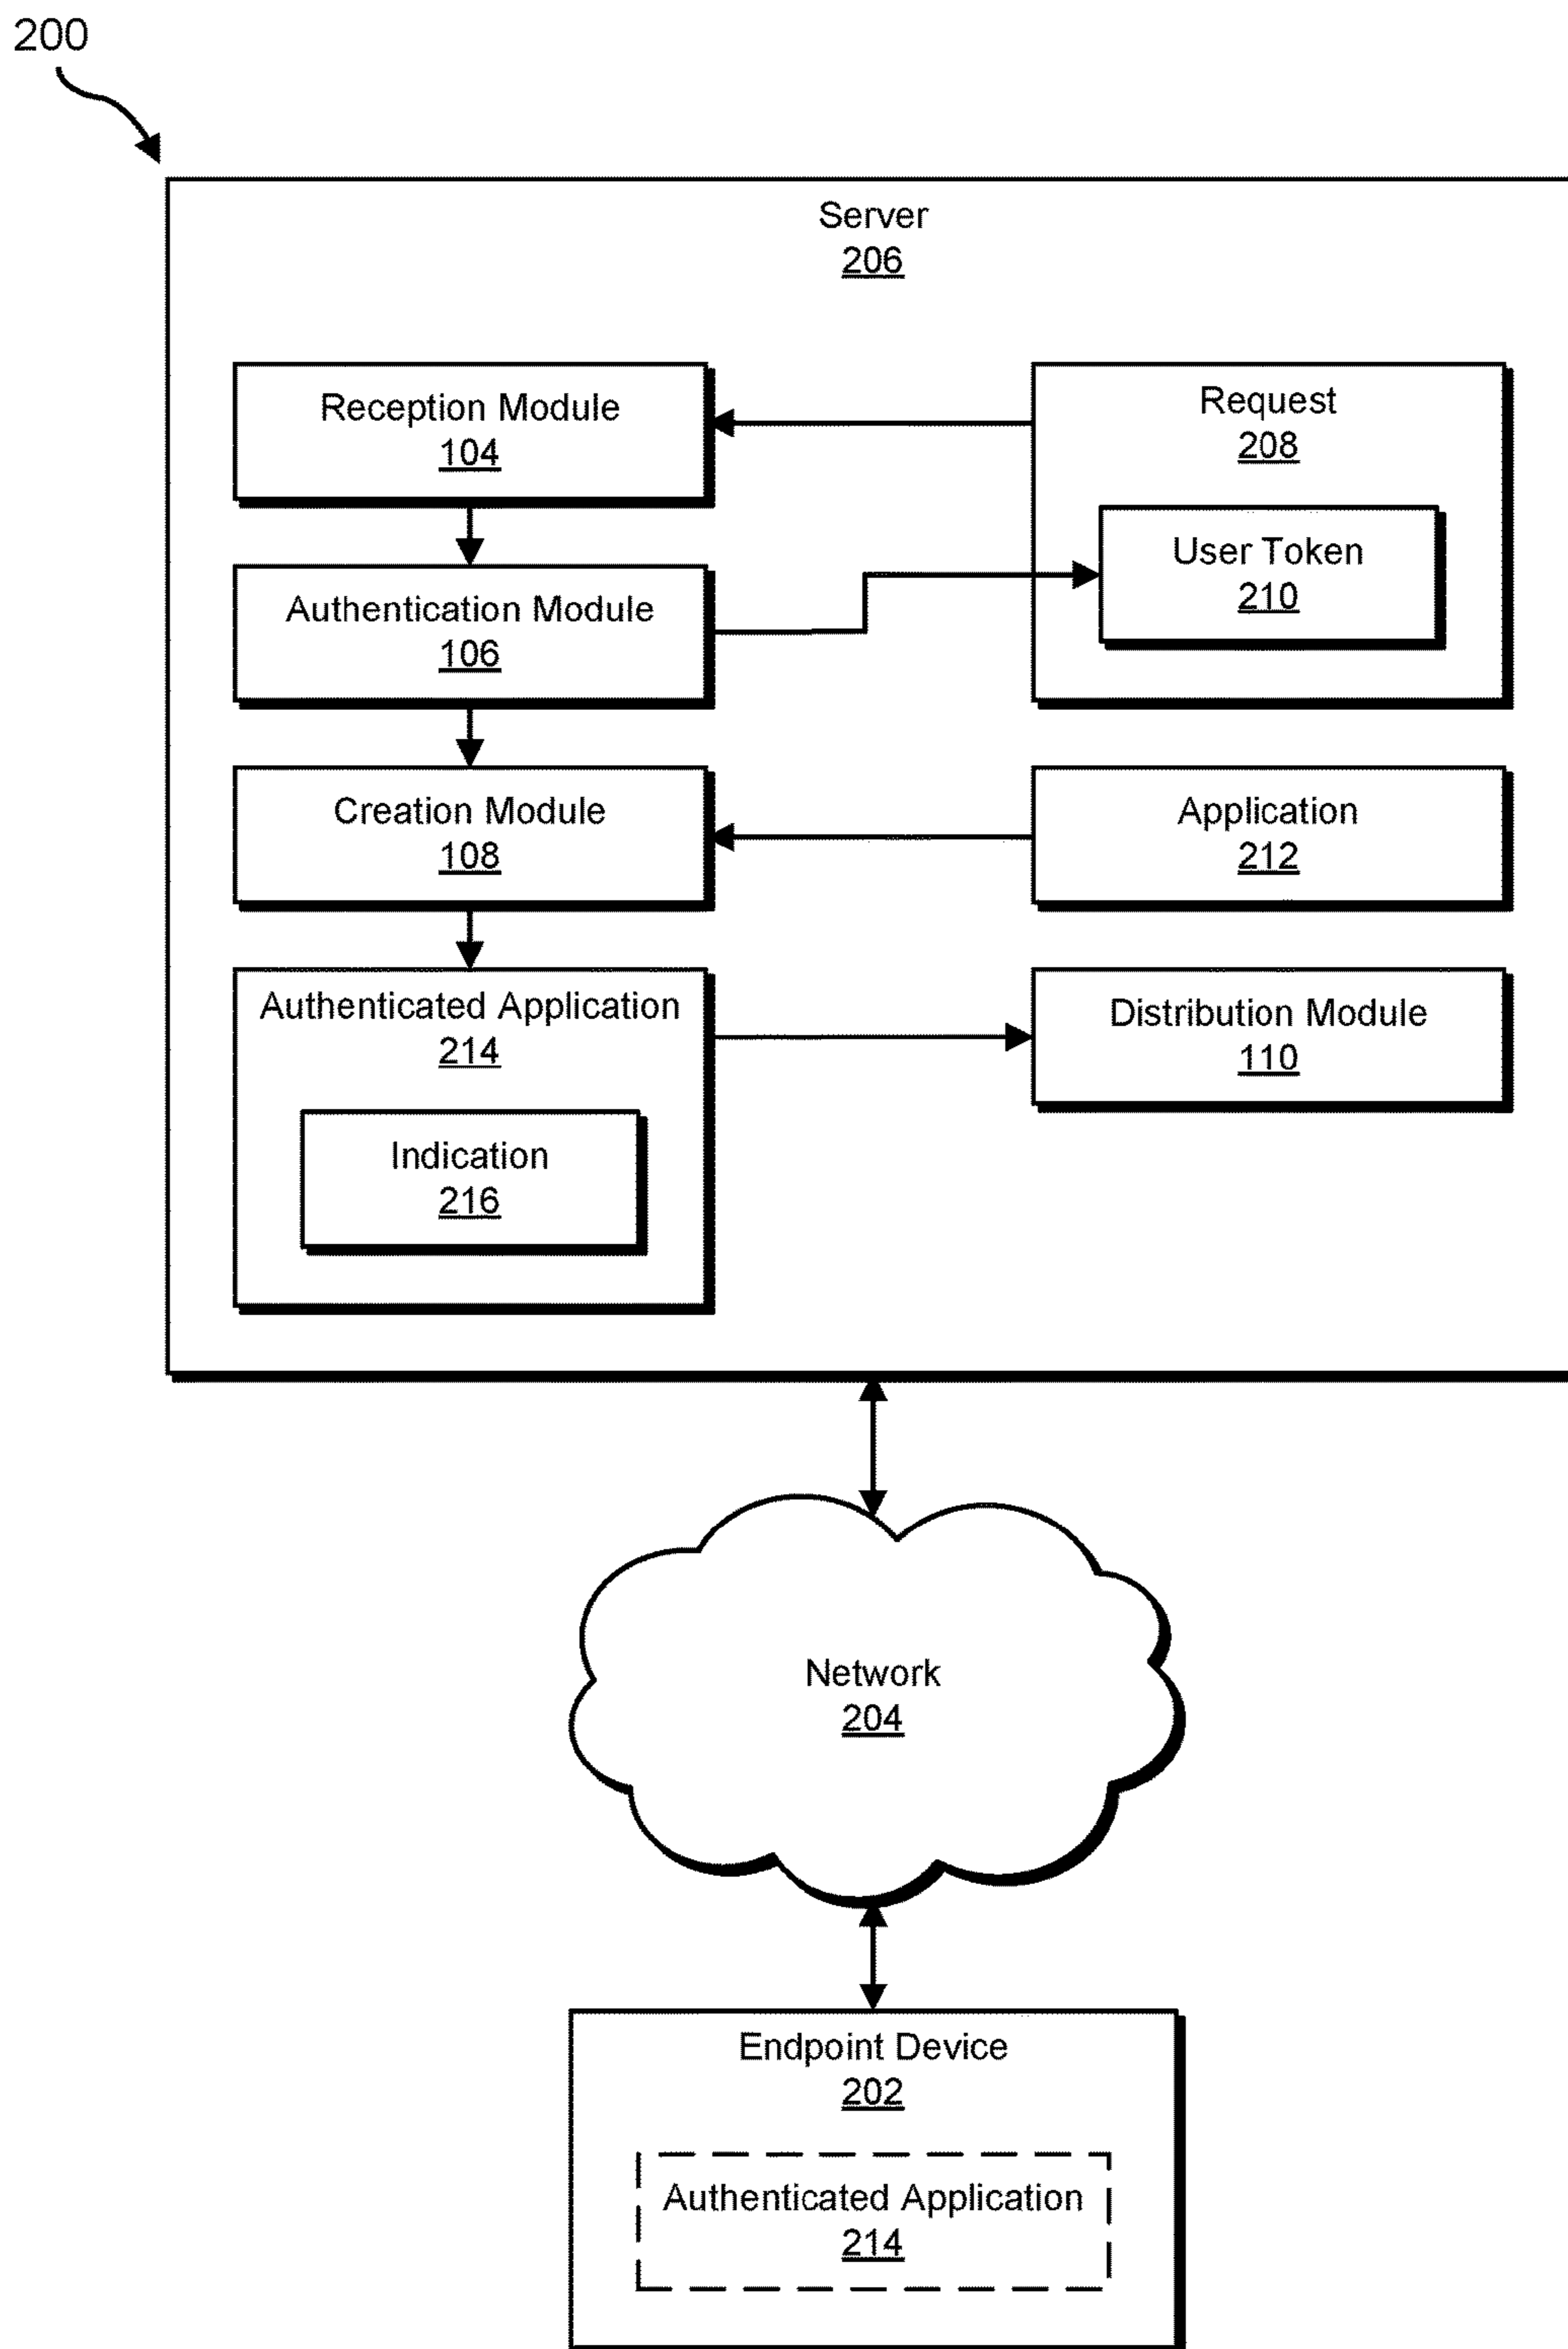 200
Server
206
Reception Module
104
Request
208
User Token
210
Authentication Module
106
Creation Module
108
Application
212
Authenticated Application
214
Indication
216
Distribution Module
110
Network
204
Endpoint Device
202
Authenticated Application
214